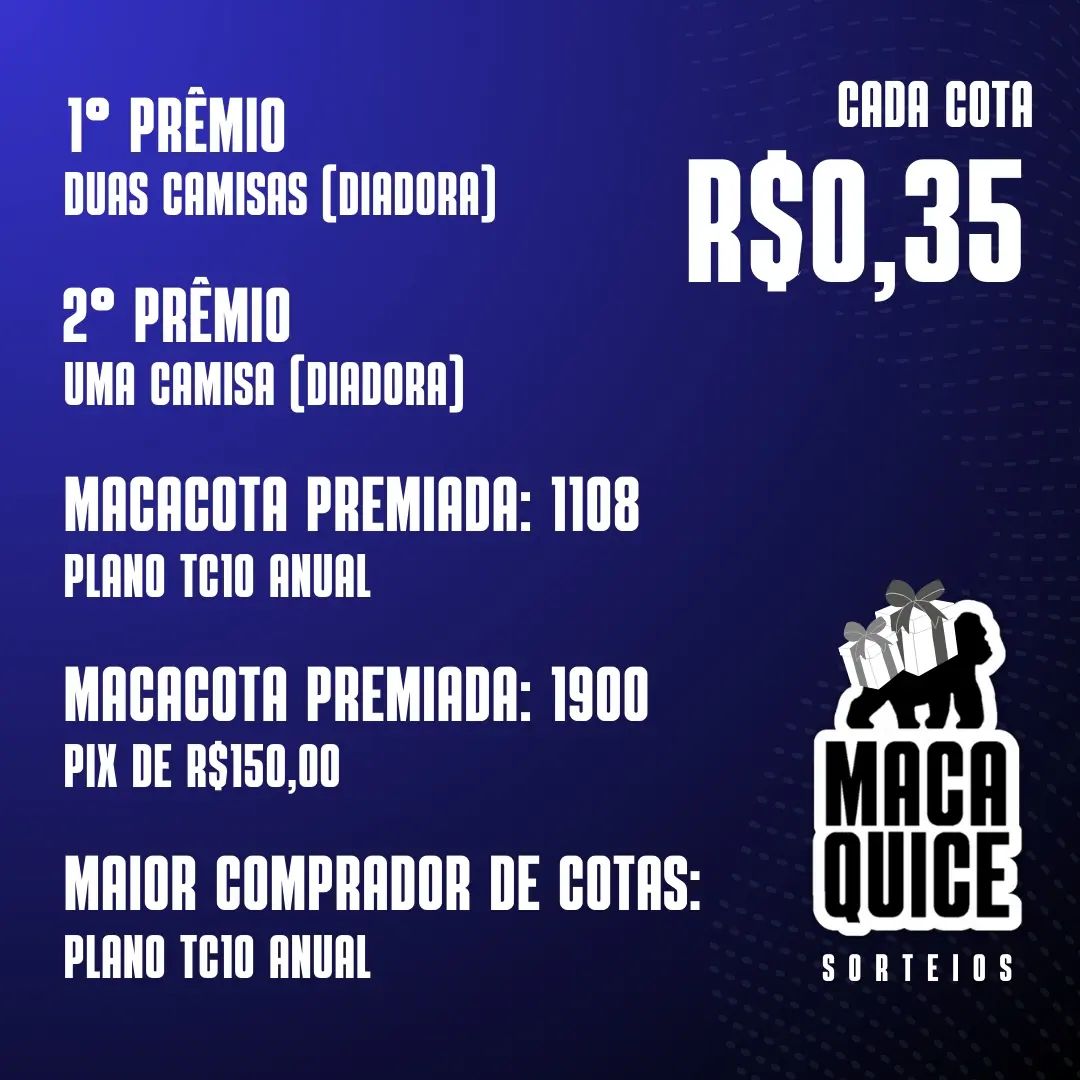 1º PRÊMIO
DUAS CAMISAS (DIADORA)
2º PRÊMIO
UMA CAMISA (DIADORA)
MACACOTA PREMIADA: 1108
PLANO TC10 ANUAL
MACACOTA PREMIADA: 1900
PIX DE R$150,00
MAIOR COMPRADOR DE COTAS:
PLANO TC10 ANUAL
CADA COTA
R$0,35
MACA
QUICE
SORTEIOS